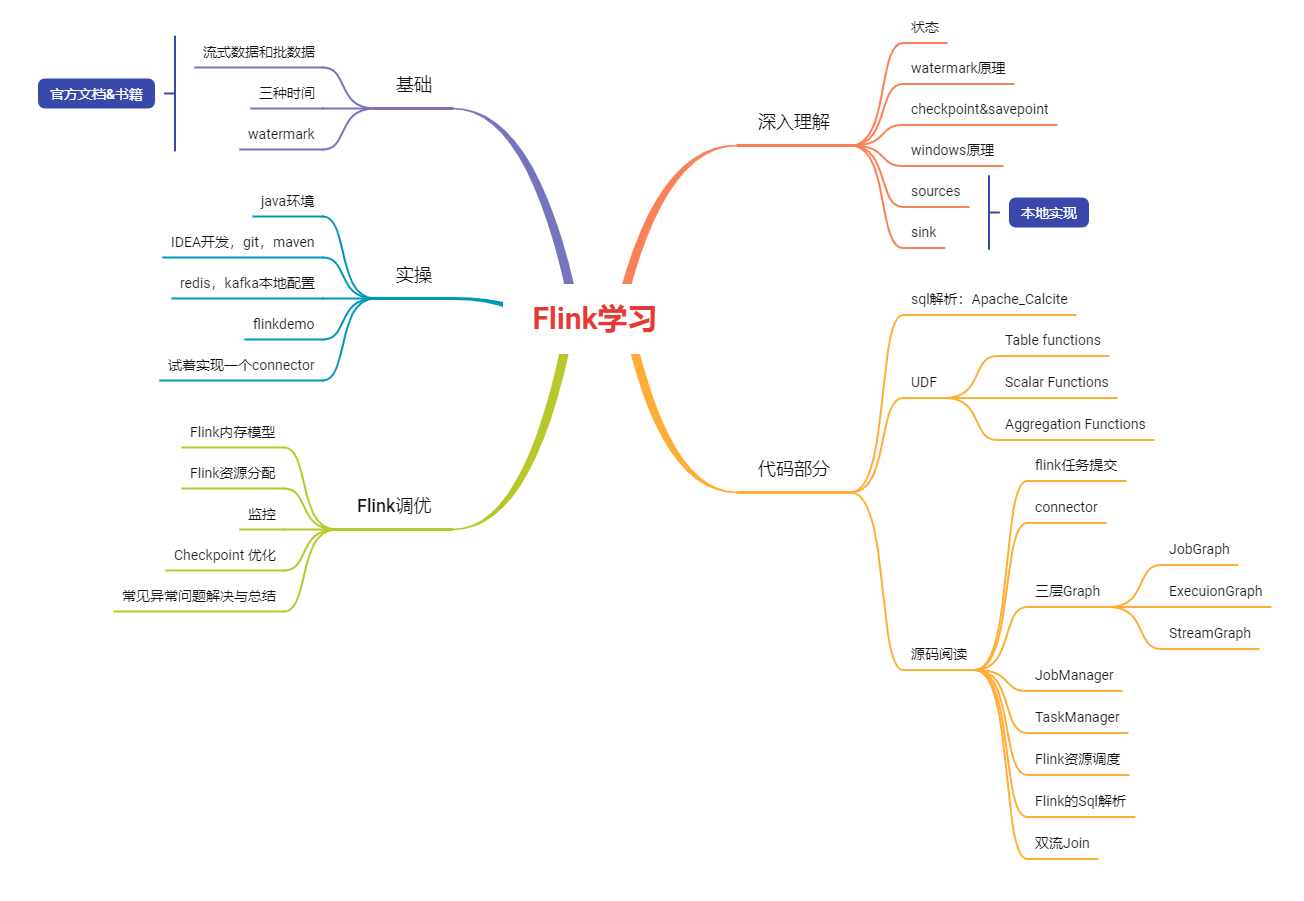 Flink学习
基础
流式数据和批数据
三种时间
watermark
官方文档&书籍
实操
java环境
IDEA开发，git，maven
redis，kafka本地配置
flinkdemo
试着实现一个connector
Flink调优
Flink内存模型
Flink资源分配
监控
Checkpoint 优化
常见异常问题解决与总结
深入理解
状态
watermark原理
checkpoint&savepoint
windows原理
sources
sink
本地实现
代码部分
sql解析：Apache_Calcite
UDF
Table functions
Scalar Functions
Aggregation Functions
源码阅读
flink任务提交
connector
三层Graph
JobGraph
ExecuionGraph
StreamGraph
JobManager
TaskManager
Flink资源调度
Flink的Sql解析
双流Join